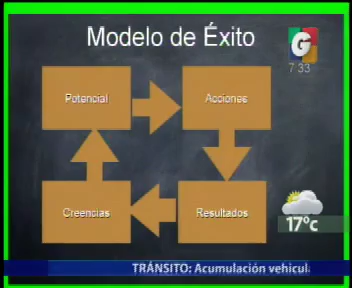 Modelo de Éxito
G
7:33
Potencial
Acciones
Creencias
Resultados
17°c
TRÁNSITO: Acumulación vehicul